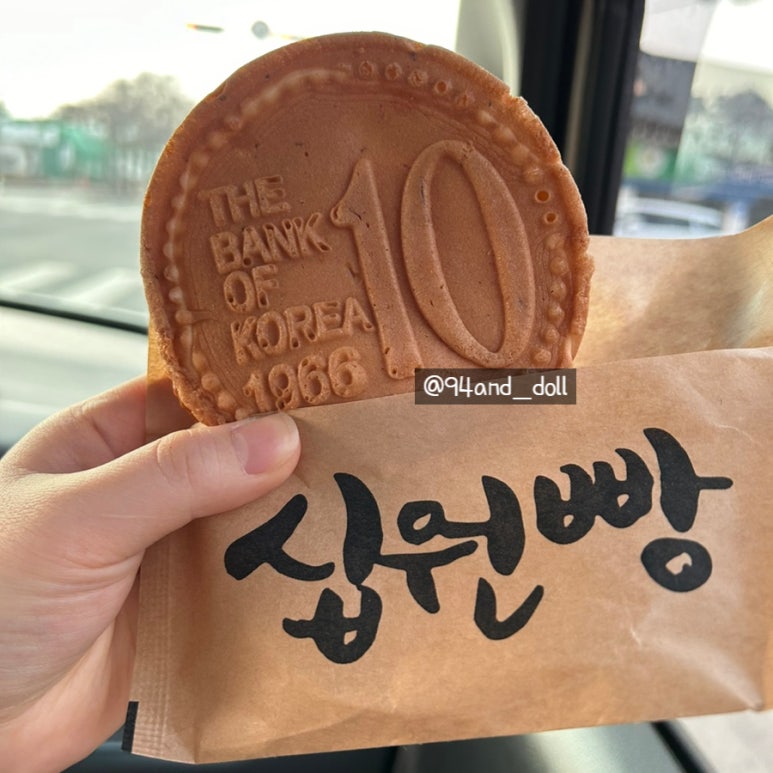 THE
BANK
OF
KOREA
1966
10
@94and_doll
십원빵